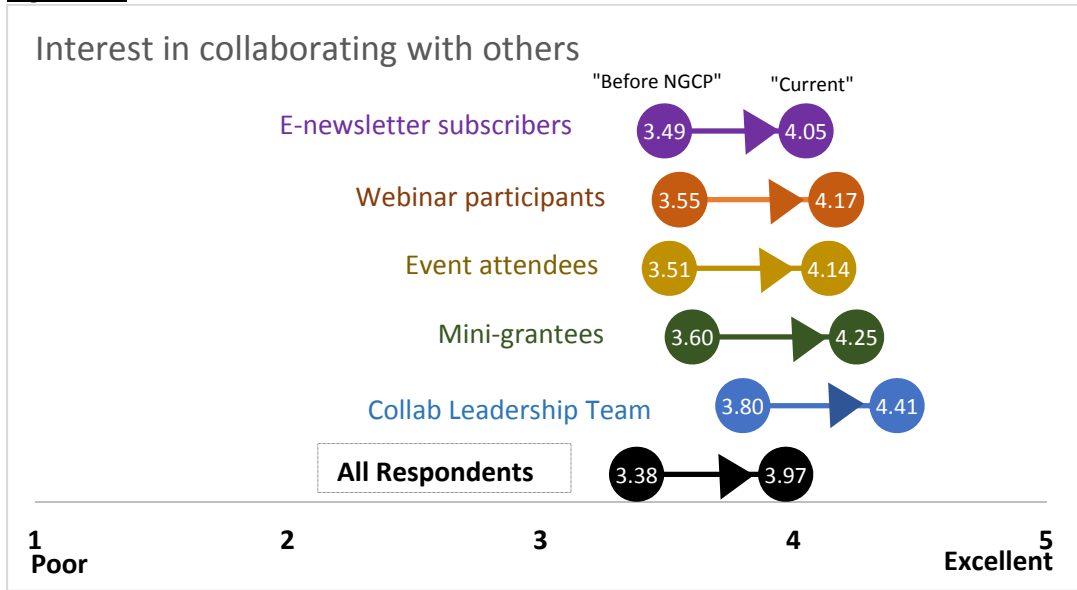 Interest in collaborating with others
"Before NGCP" "Current"
E-newsletter subscribers 3.49 4.05
Webinar participants 3.55 4.17
Event attendees 3.51 4.14
Mini-grantees 3.60 4.25
Collab Leadership Team 3.80 4.41
All Respondents 3.38 3.97
1 2 3 4 5
Poor Excellent